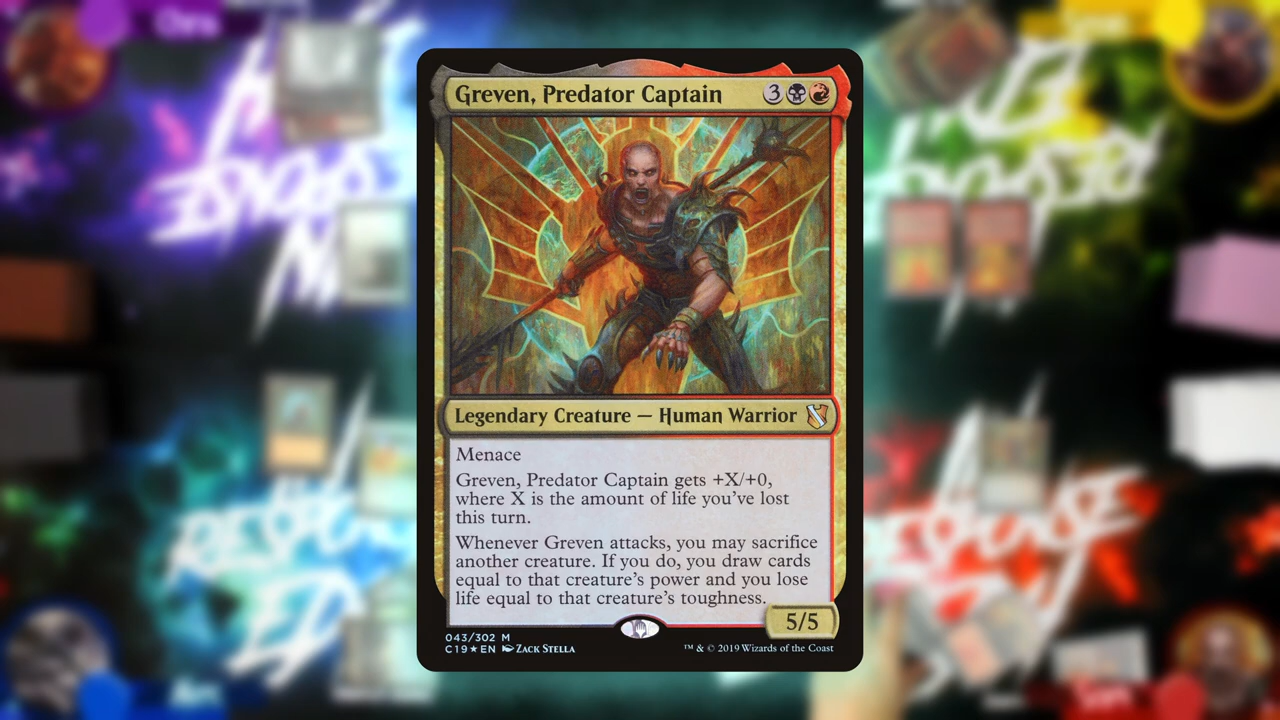 Greven, Predator Captain 3
Legendary Creature — Human Warrior
Menace
Greven, Predator Captain gets +X/+0,
where X is the amount of life you've lost
this turn.
Whenever Greven attacks, you may sacrifice
another creature. If you do, you draw cards
equal to that creature's power and you lose
life equal to that creature's toughness.
5/5
043/302 M
C19★EN ZACK STELLA
™ & © 2019 Wizards of the Coast